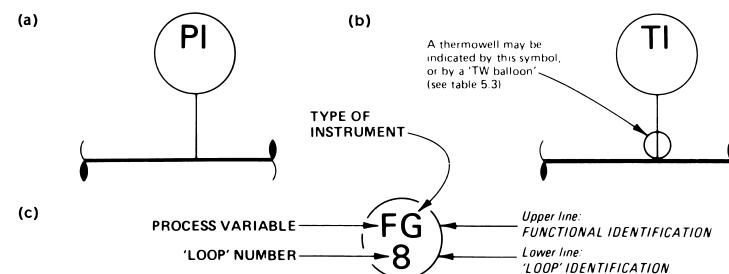 (a)
PI
(b)
TI
A thermowell may be
indicated by this symbol,
or by a 'TW balloon'
(see table 5.3)
TYPE OF
INSTRUMENT
(c)
PROCESS VARIABLE
FG
Upper line:
FUNCTIONAL IDENTIFICATION
'LOOP' NUMBER
8
Lower line:
'LOOP' IDENTIFICATION